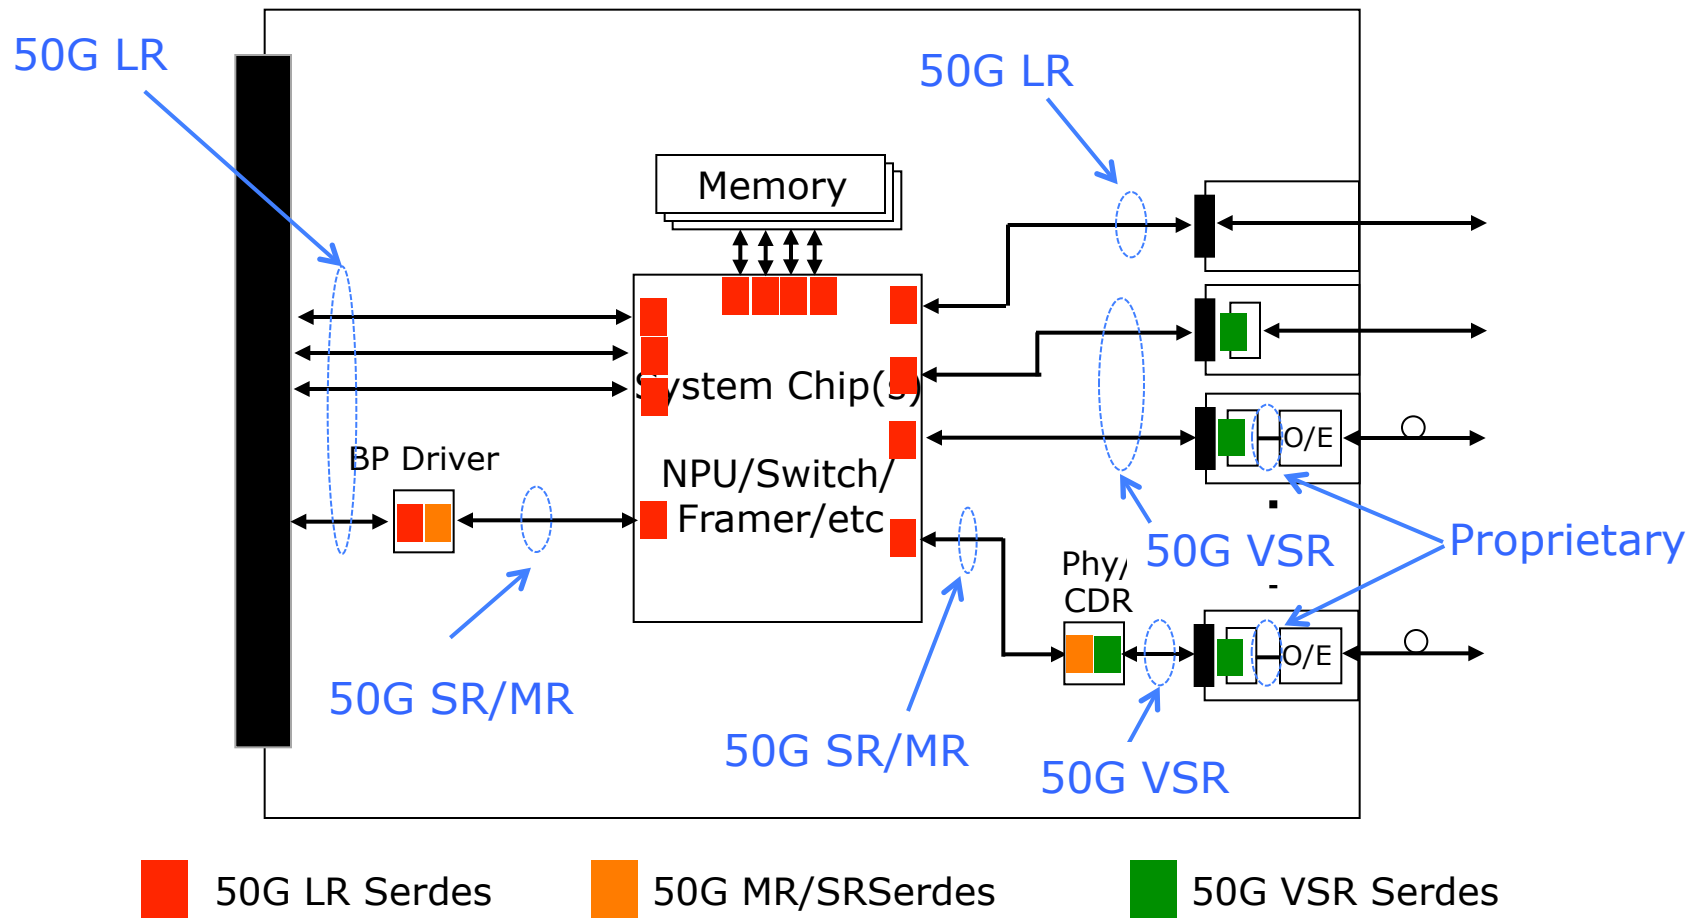 50G LR
50G LR
Memory
System Chip(s)
O/E
BP Driver
NPU/Switch/
Framer/etc
50G VSR
Proprietary
Phy/
CDR
O/E
50G SR/MR
50G SR/MR
50G VSR
50G LR Serdes
50G MR/SRSerdes
50G VSR Serdes